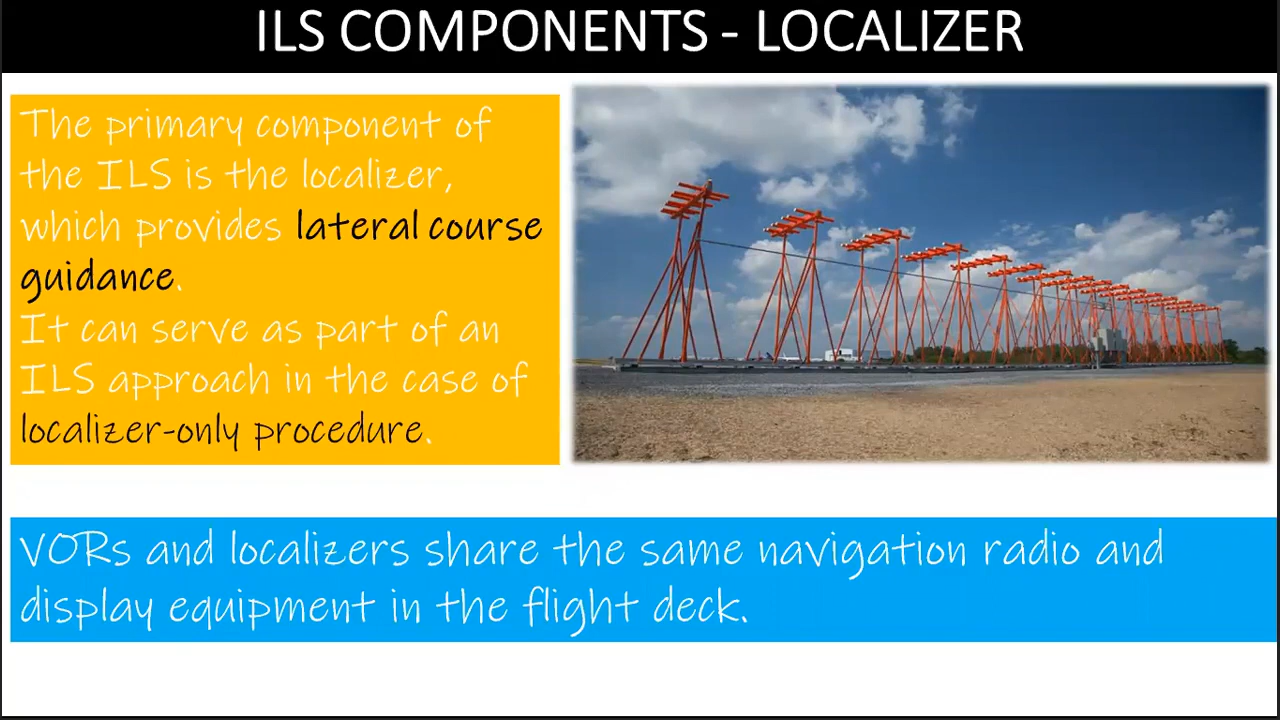 ILS COMPONENTS - LOCALIZER
The primary component of
the ILS is the localizer,
which provides lateral course
guidance.
It can serve as part of an
ILS approach in the case of
localizer-only procedure.
VORs and localizers share the same navigation radio and
display equipment in the flight deck.